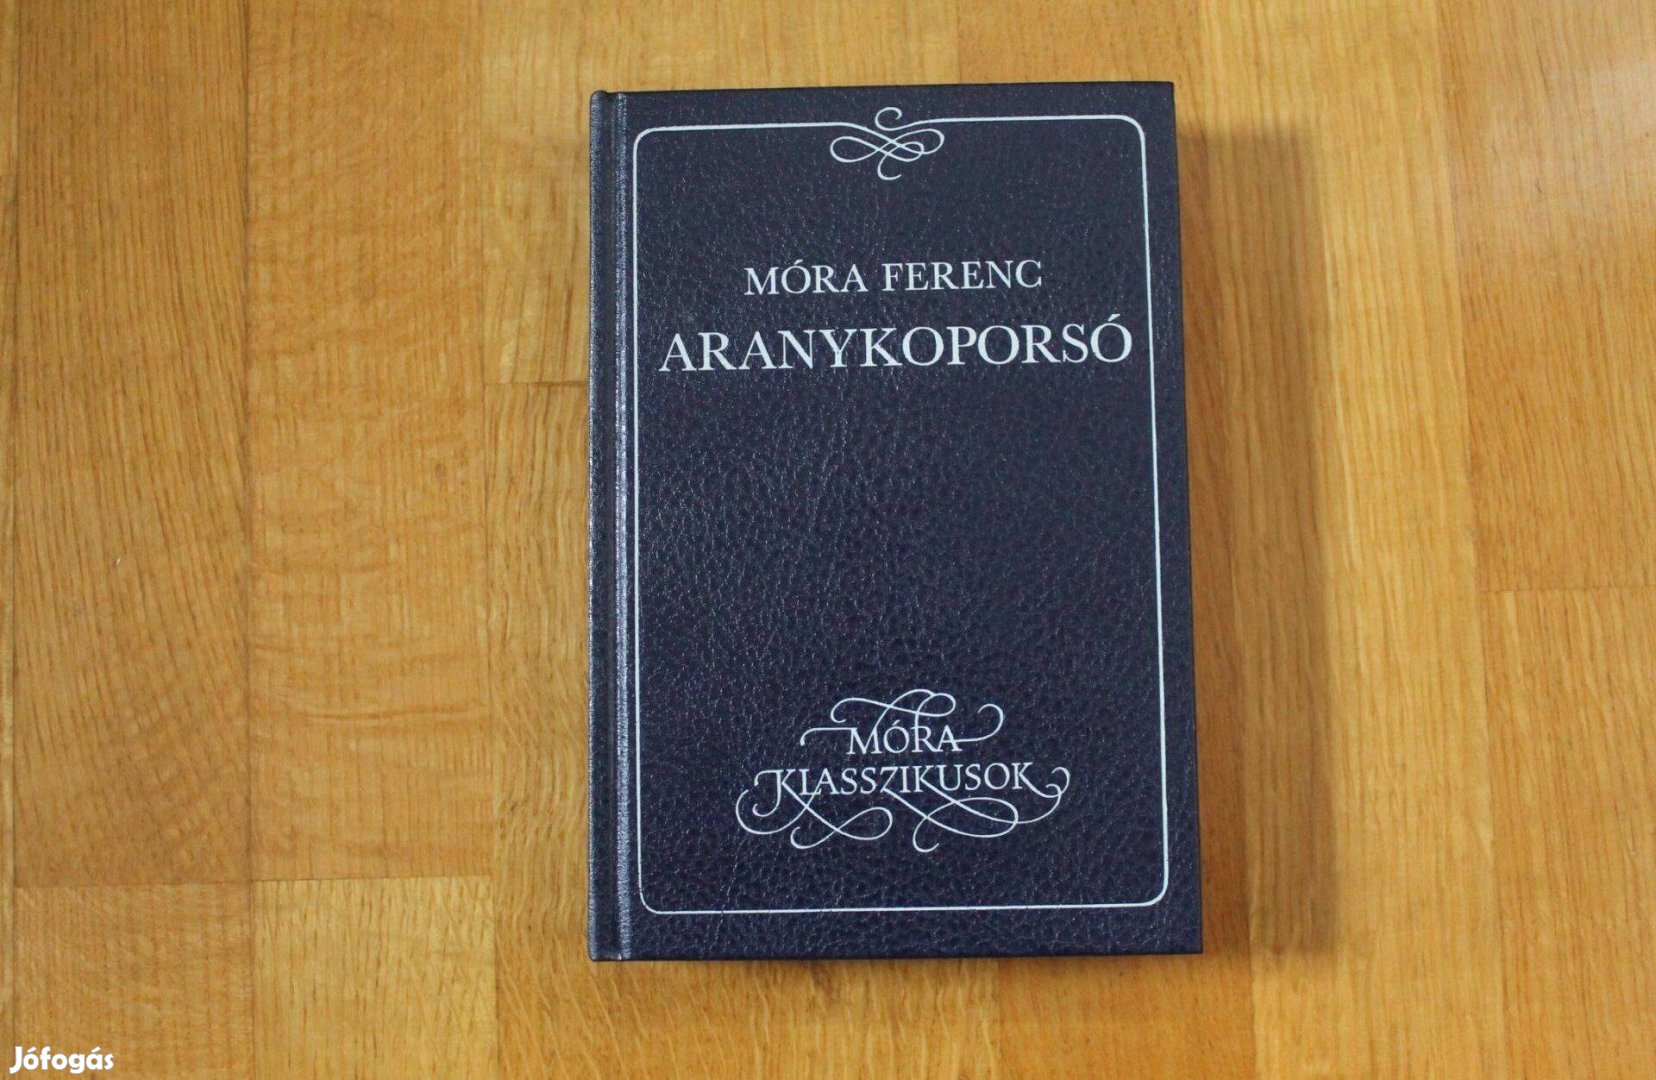 MÓRA FERENC
ARANYKOPORSÓ
MÓRA
KLASSZIKUSOK
Jófogás